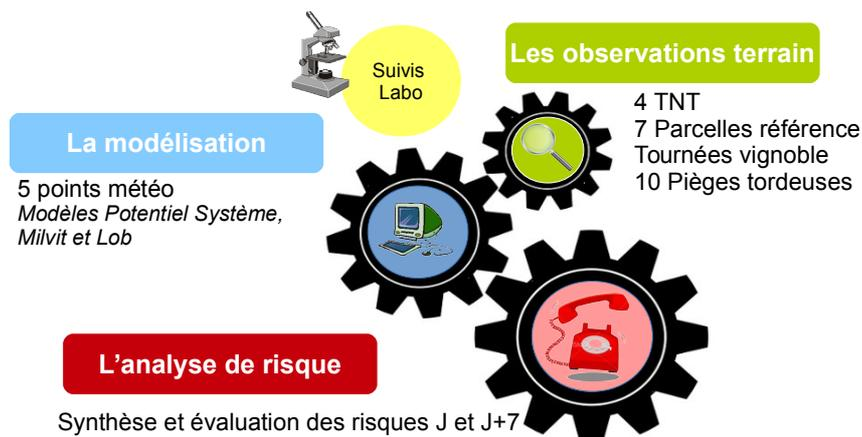 Suivis
Labo
Les observations terrain
4 TNT
7 Parcelles référence
Tournées vignoble
10 Pièges tordeuses
La modélisation
5 points météo
Modèles Potentiel Système,
Milvit et Lob
L'analyse de risque
Synthèse et évaluation des risques J et J+7